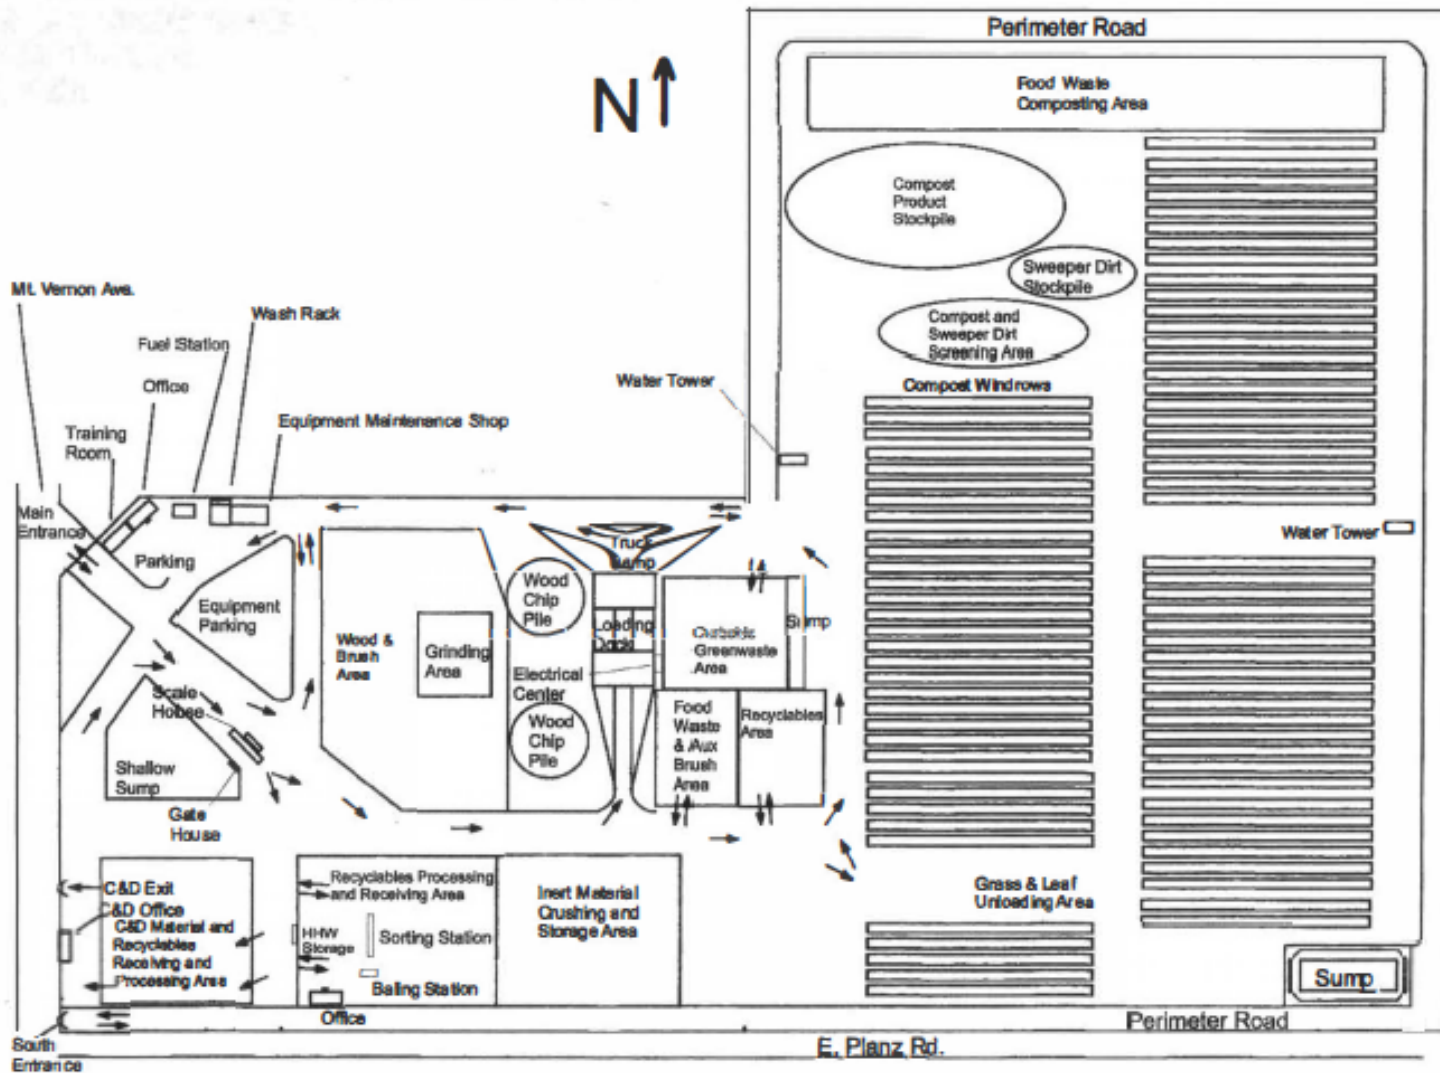 Perimeter Road
N
Food Waste
Composting Area
Compost
Product
Stockpile
Sweeper Dirt
Stockpile
Compost and
Sweeper Dirt
Screening Area
Mt. Vernon Ave.
Wash Rack
Fuel Station
Office
Water Tower
Compost Windrows
Equipment Maintenance Shop
Training
Room
Main
Entrance
Water Tower
Parking
Truck
Wood
Chip
Pile
Equipment
Parking
Loading
Dock
Sump
Wood &
Brush
Area
Grinding
Area
Greenwaste
Area
Electrical
Center
Scale
House
Food
Waste
& Aux
Brush
Area
Recyclables
Area
Wood
Chip
Pile
Shallow
Sump
Gate
House
C&D Exit
C&D Office
C&D Material and
Recyclables
Receiving and
Processing Area
Recyclables Processing
and Receiving Area
HHW
Storage
Sorting Station
Baling Station
Inert Material
Crushing and
Storage Area
Grass & Leaf
Unloading Area
Sump
Office
Perimeter Road
South
Entrance
E. Planz Rd.